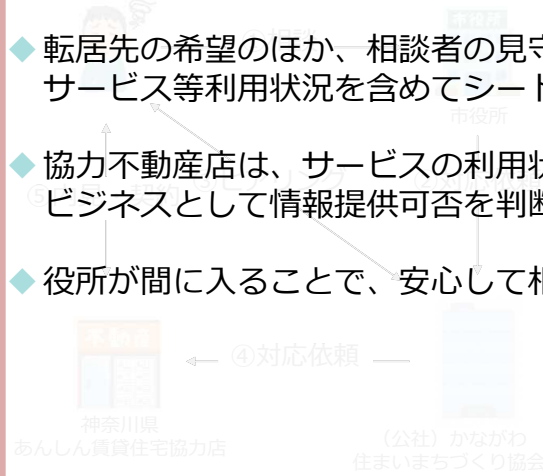 転居先の希望のほか、相談者の見守
サービス等利用状況を含めてシート
市役所
協力不動産店は、サービスの利用状
ビジネスとして情報提供可否を判断
役所が間に入ることで、安心して相
不動産
④対応依頼
神奈川県
あんしん賃貸住宅協力店
（公社）かながわ
住まいまちづくり協会